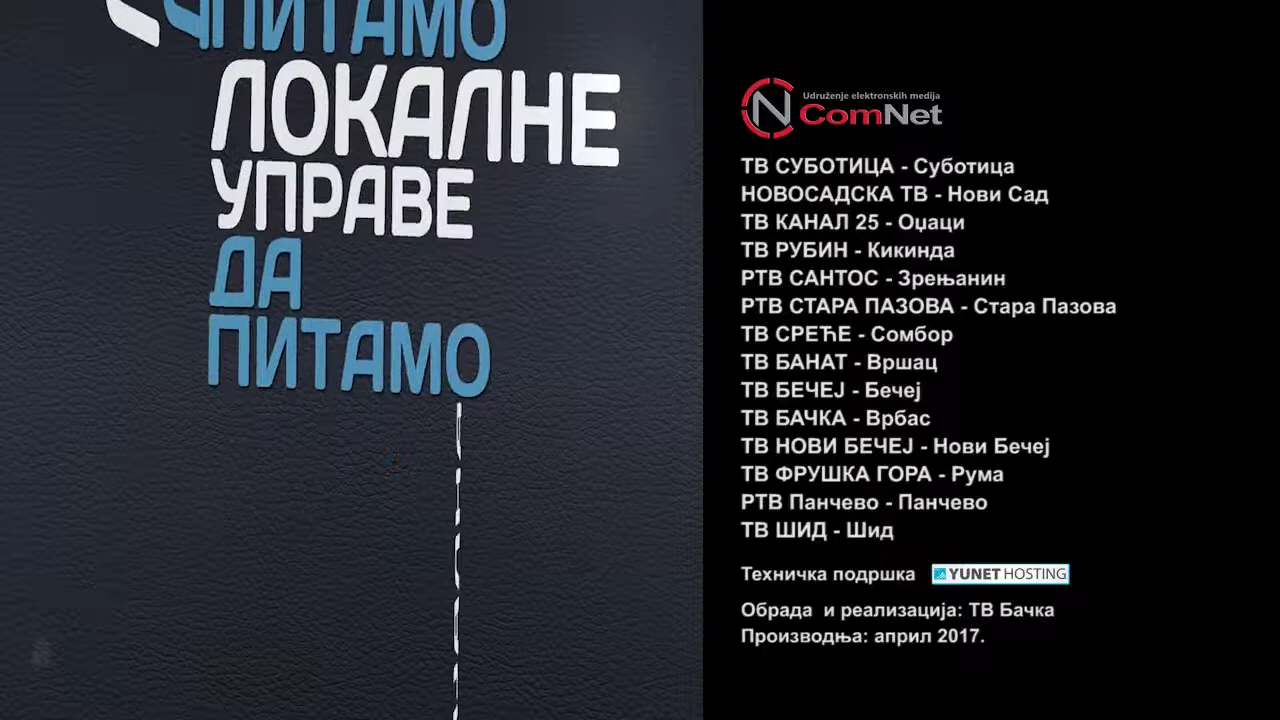 ПИТАМО
ЛОКАЛНЕ
УПРАВЕ
ДА
ПИТАМО
Udruženje elektronskih medija
ComNet
ТВ СУБОТИЦА - Суботица
НОВОСАДСКА ТВ - Нови Сад
ТВ КАНАЛ 25 - Оџаци
ТВ РУБИН - Кикинда
РТВ САНТОС - Зрењанин
РТВ СТАРА ПАЗОВА - Стара Пазова
ТВ СРЕЋЕ - Сомбор
ТВ БАНАТ - Вршац
ТВ БЕЧЕЈ - Бечеј
ТВ БАЧКА - Врбас
ТВ НОВИ БЕЧЕЈ - Нови Бечеј
ТВ ФРУШКА ГОРА - Рума
РТВ Панчево - Панчево
ТВ ШИД - Шид
Техничка подршка YUNET HOSTING
Обрада и реализација: ТВ Бачка
Производња: април 2017.